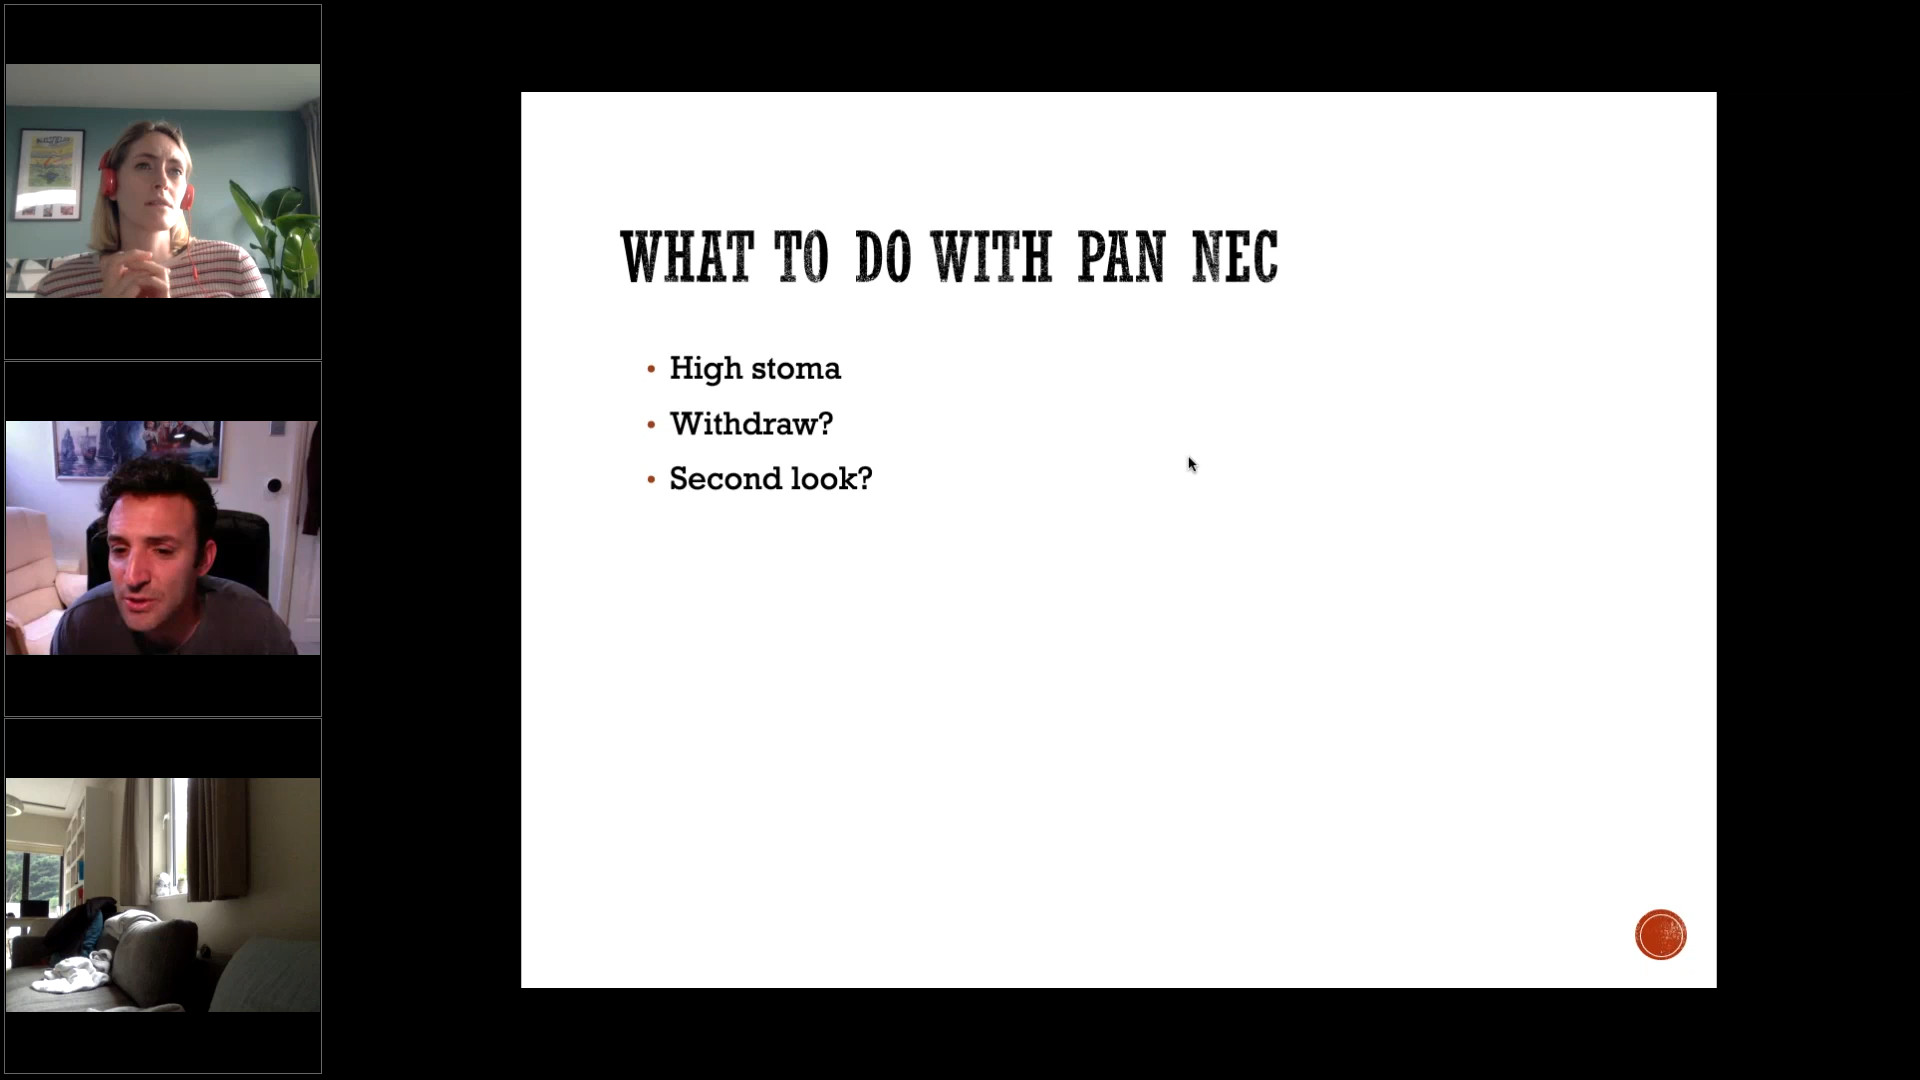 WHAT TO DO WITH PAN NEC
• High stoma
• Withdraw?
• Second look?